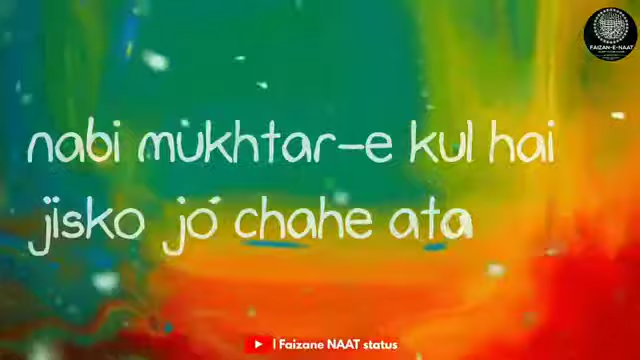 FAIZAN-E-NAAT
nabi mukhtar-e kul hai
jisko jo chahe ata
| Faizane NAAT status